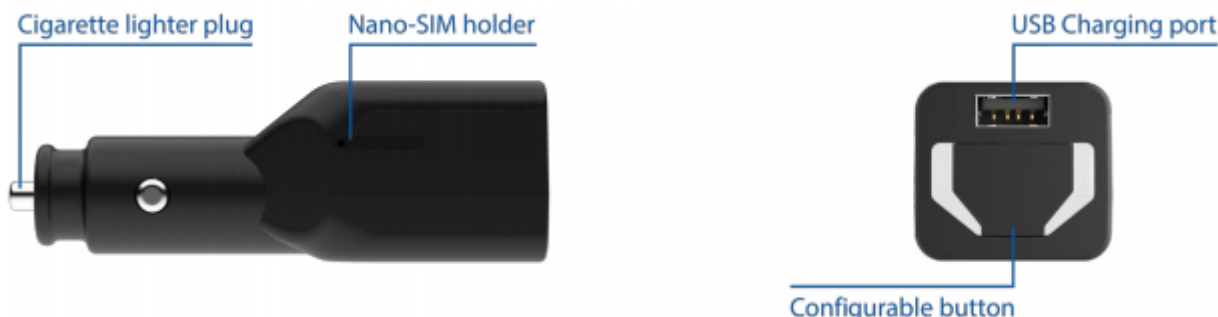 Cigarette lighter plug
Nano-SIM holder
USB Charging port
Configurable button